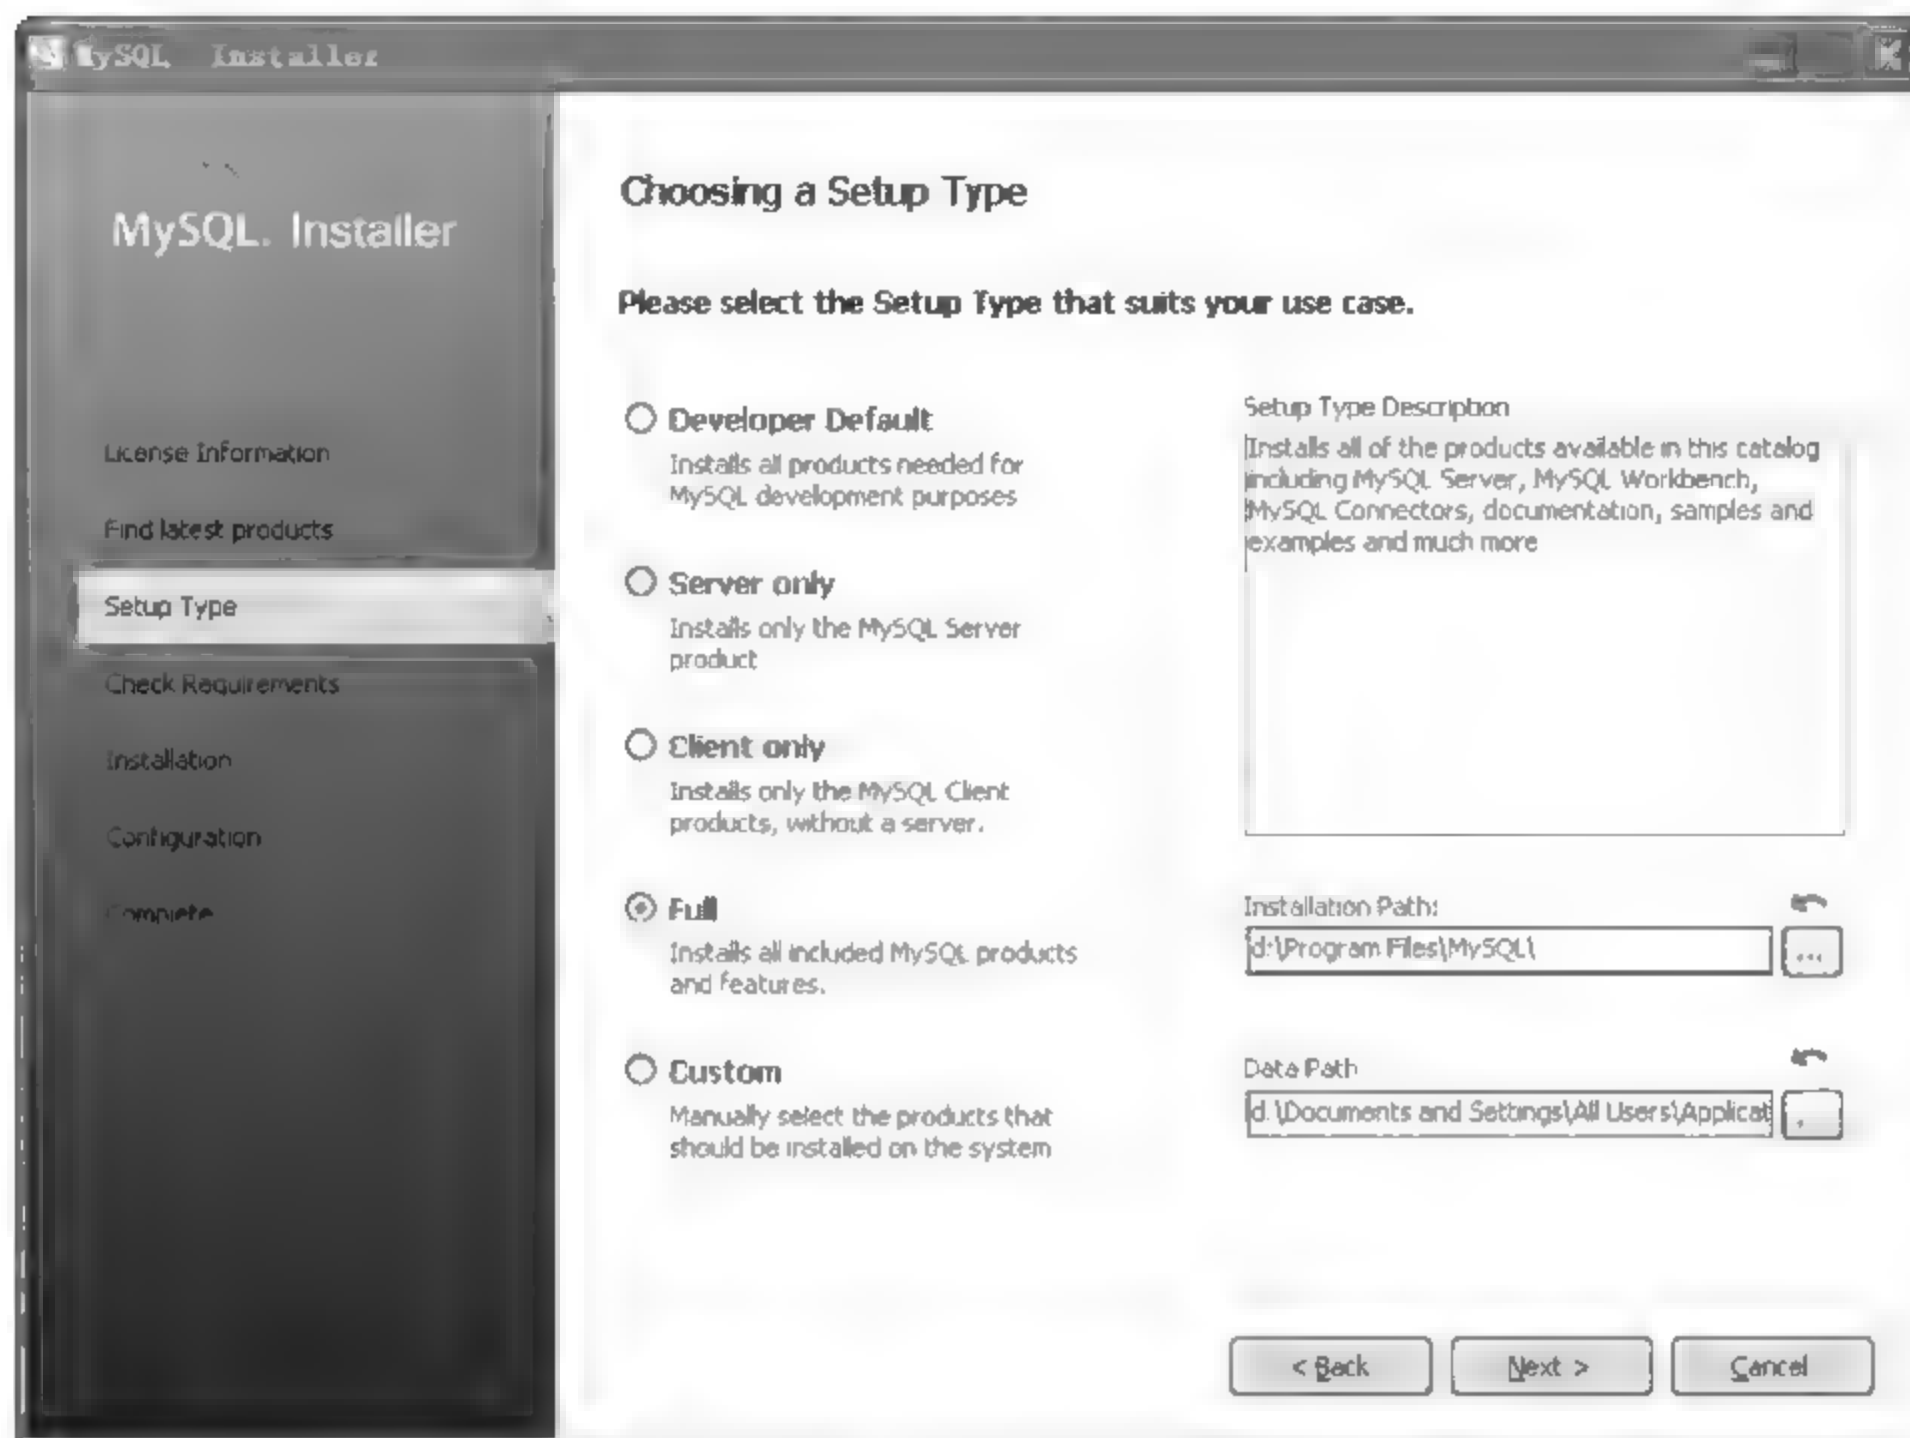 MySQL Installer
MySQL. Installer
License Information
Find latest products
Setup Type
Check Requirements
Installation
Configuration
Complete
Choosing a Setup Type
Please select the Setup Type that suits your use case.
Developer Default
Installs all products needed for
MySQL development purposes
Server only
Installs only the MySQL Server
product
Client only
Installs only the MySQL Client
products, without a server.
Full
Installs all included MySQL products
and features.
Custom
Manually select the products that
should be installed on the system
Setup Type Description
Installs all of the products available in this catalog
including MySQL Server, MySQL Workbench,
MySQL Connectors, documentation, samples and
examples and much more
Installation Path:
d:\Program Files\MySQL\
...
Data Path
d:\Documents and Settings\All Users\Applicat
< Back
Next >
Cancel